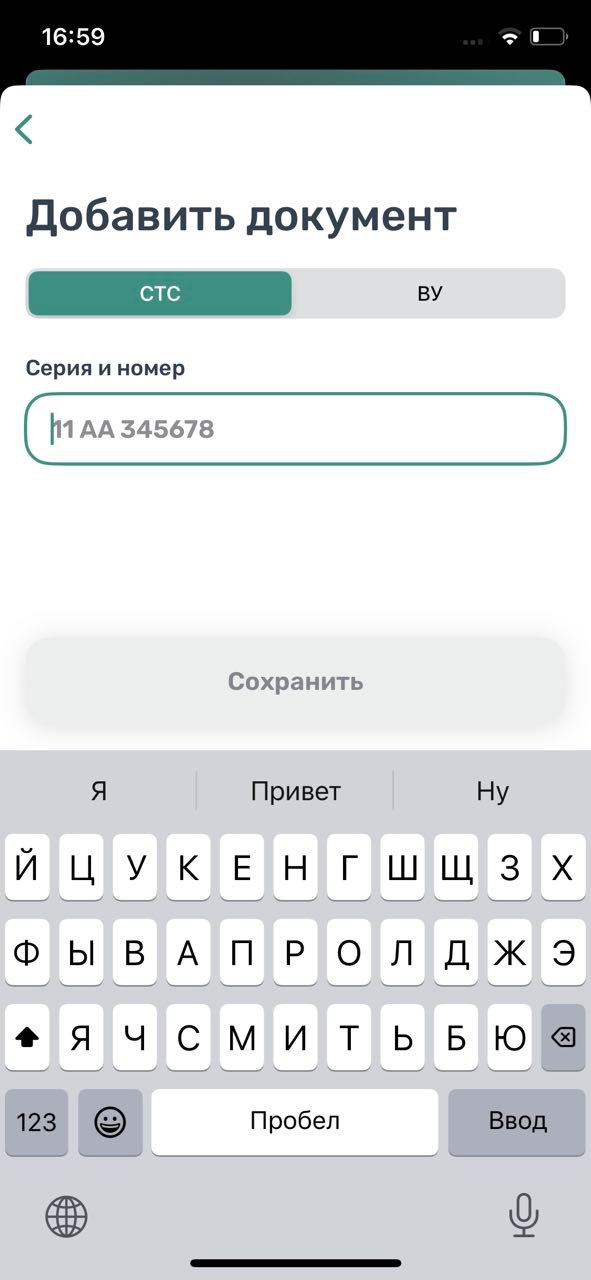 16:59
Добавить документ
СТС ВУ
Серия и номер
11 АА 345678
Сохранить
Я Привет Ну
Й Ц У К Е Н Г Ш Щ З Х
Ф Ы В А П Р О Л Д Ж Э
Я Ч С М И Т Ь Б Ю
123 Пробел Ввод